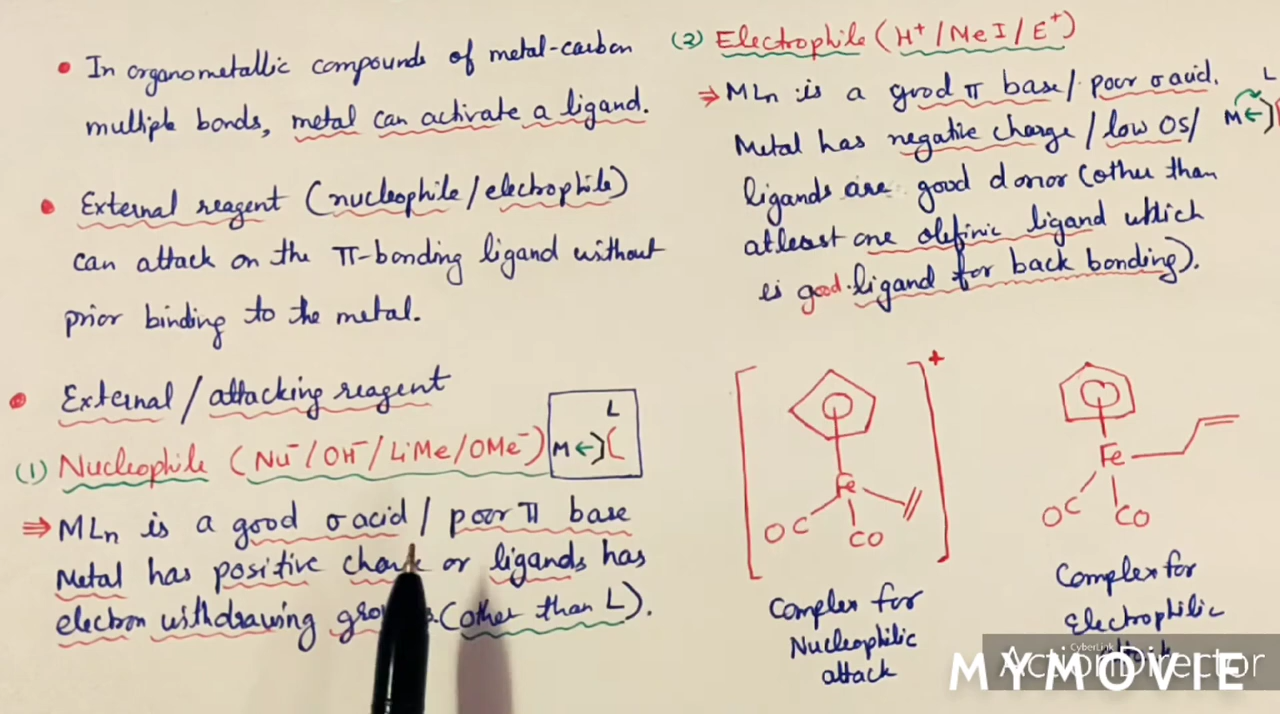 • In organometallic compounds of metal-carbon
multiple bonds, metal can activate a ligand.
• External reagent (nucleophile/electrophile)
can attack on the π-bonding ligand without
prior binding to the metal.
• External/attacking reagent
(1) Nucleophile (Nu⁻/OH⁻/LiMe/OMe⁻)
L
M←)(
⇒ MLn is a good σ acid/poor π base
Metal has positive or ligands has
electron withdrawing (other than L).
(2) Electrophile (H⁺/MeI/E⁺)
⇒ MLn is a good π base/poor σ acid.
Metal has negative charge/low OS/
ligands are good donor (other than
atleast one olefinic ligand which
is good ligand for back bonding).
L
M←)
+
Fe
OC
CO
Complex for
Nucleophilic
attack
Fe
OC
CO
Complex for
Electrophilic
CyberLink
ActionDirector
MYMOVIE